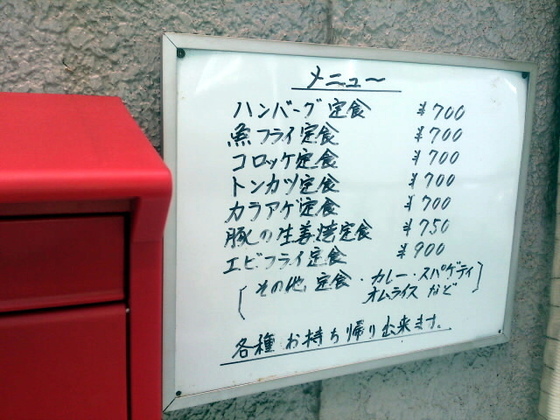 メニュー
ハンバーグ定食 ¥700
魚フライ定食 ¥700
コロッケ定食 ¥700
トンカツ定食 ¥700
カラアゲ定食 ¥700
豚の生姜焼定食 ¥750
エビフライ定食 ¥900
[その他 定食・カレー・スパゲティ
オムライス など]
各種 お持ち帰り出来ます。